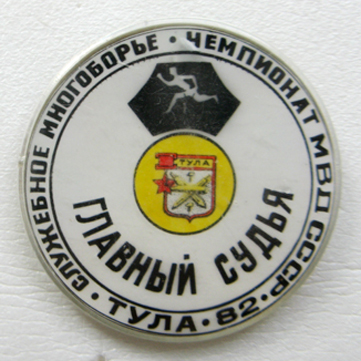 СЛУЖЕБНОЕ МНОГОБОРЬЕ • ЧЕМПИОНАТ МВД СССР •
ТУЛА • 82 •
ТУЛА
ГЛАВНЫЙ СУДЬЯ